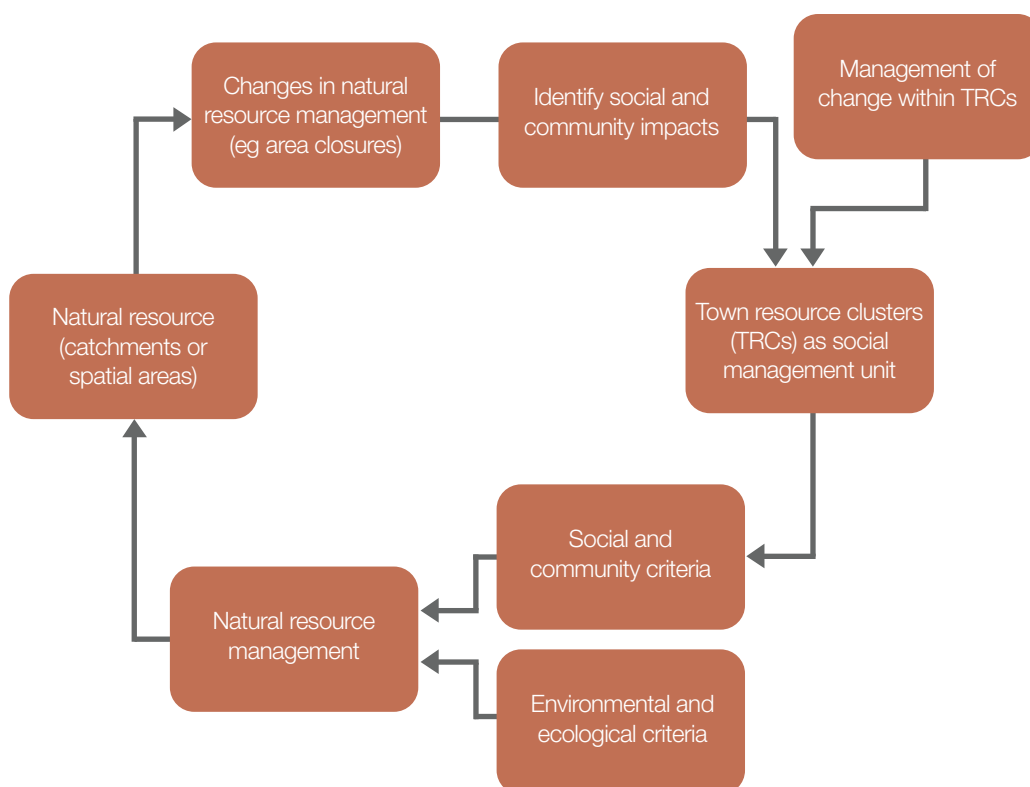 Changes in natural
resource management
(eg area closures)
Identify social and
community impacts
Management of
change within TRCs
Natural resource
(catchments or
spatial areas)
Town resource clusters
(TRCs) as social
management unit
Social and
community criteria
Natural resource
management
Environmental and
ecological criteria